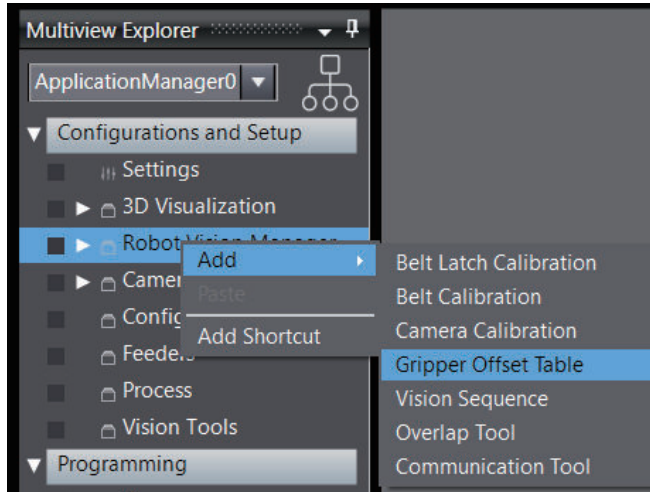 Multiview Explorer
ApplicationManager0
Configurations and Setup
Settings
3D Visualization
Robot Vision Manager
Add
Paste
Add Shortcut
Feeders
Process
Vision Tools
Programming
Belt Latch Calibration
Belt Calibration
Camera Calibration
Gripper Offset Table
Vision Sequence
Overlap Tool
Communication Tool